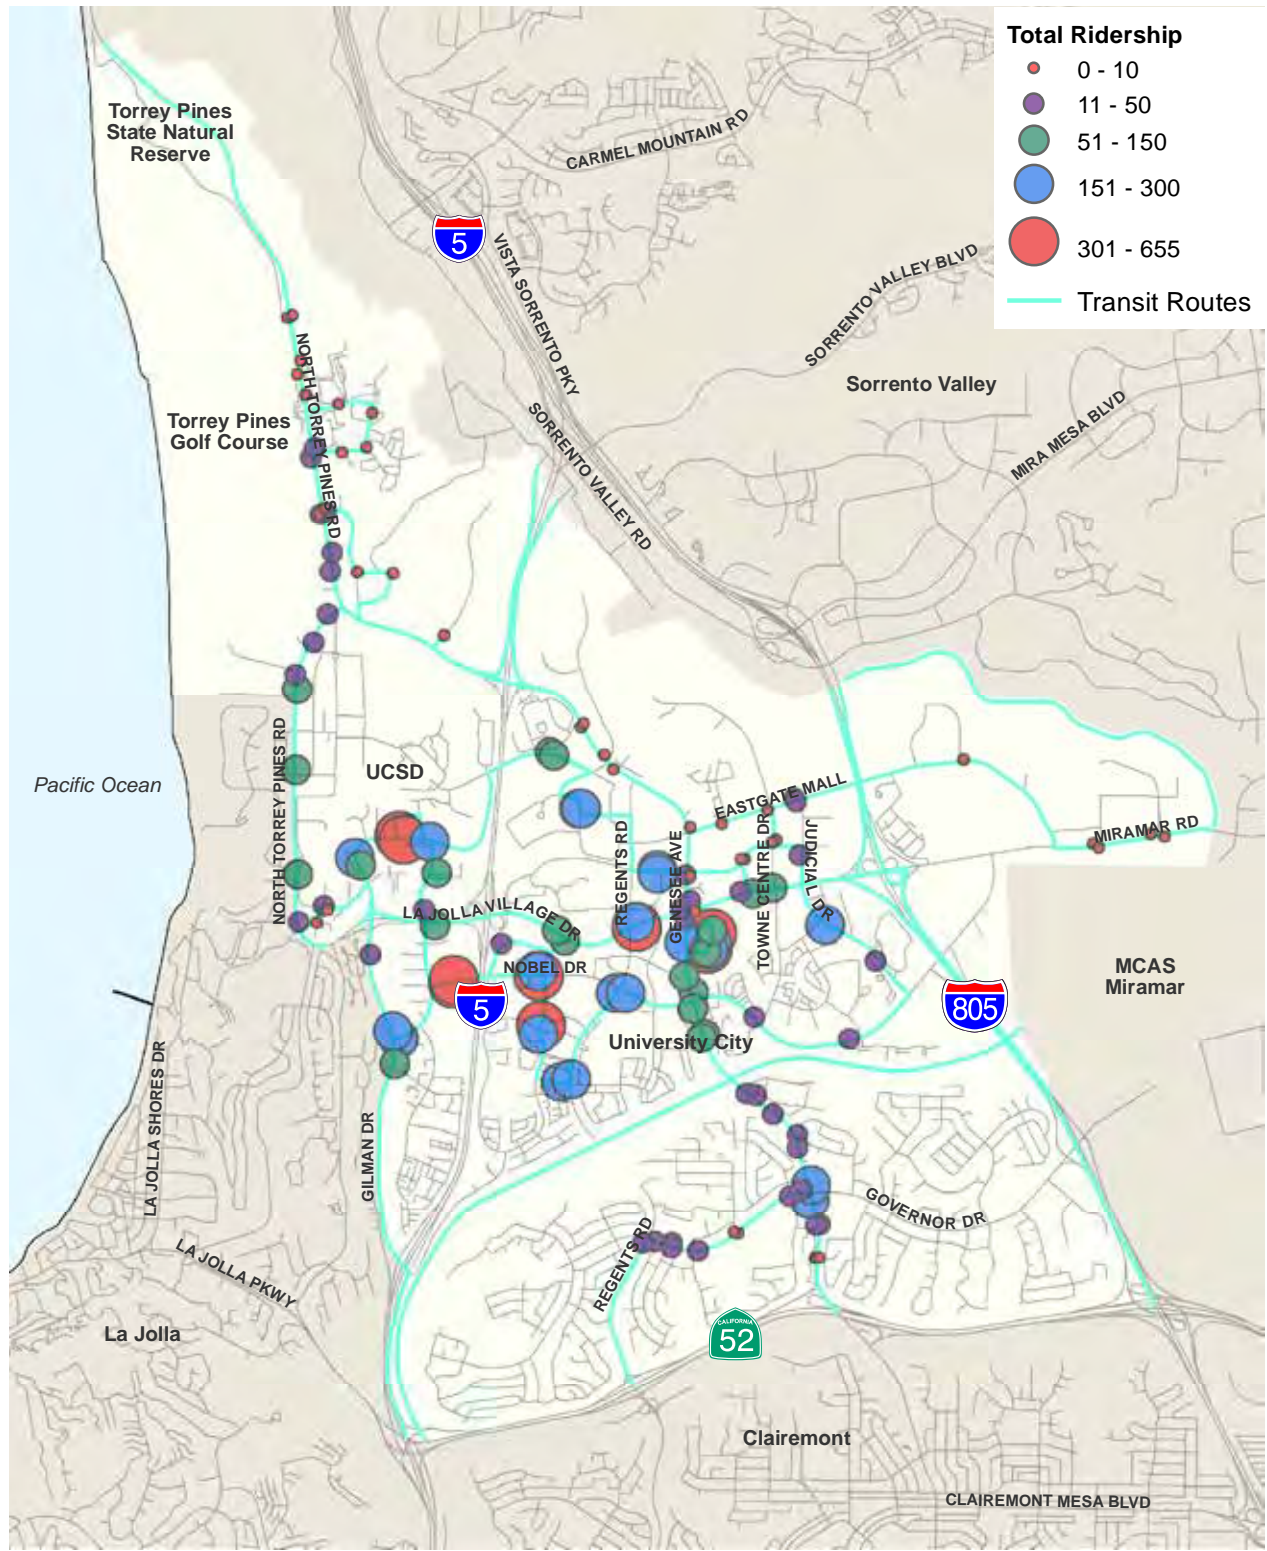 Total Ridership
0 - 10
11 - 50
51 - 150
151 - 300
301 - 655
Transit Routes
Torrey Pines
State Natural
Reserve
CARMEL MOUNTAIN RD
5
VISTA SORRENTO PKY
SORRENTO VALLEY BLVD
Sorrento Valley
MIRA MESA BLVD
Torrey Pines
Golf Course
NORTH TORREY PINES RD
SORRENTO VALLEY RD
Pacific Ocean
NORTH TORREY PINES RD
UCSD
EASTGATE MALL
MIRAMAR RD
REGENTS RD
GENESEE AVE
TOWNE CENTRE DR
JUDICIAL DR
LA JOLLA VILLAGE DR
NOBEL DR
5
805
MCAS
Miramar
University City
LA JOLLA SHORES DR
GILMAN DR
GOVERNOR DR
REGENTS RD
LA JOLLA PKWY
La Jolla
CALIFORNIA
52
Clairemont
CLAIREMONT MESA BLVD